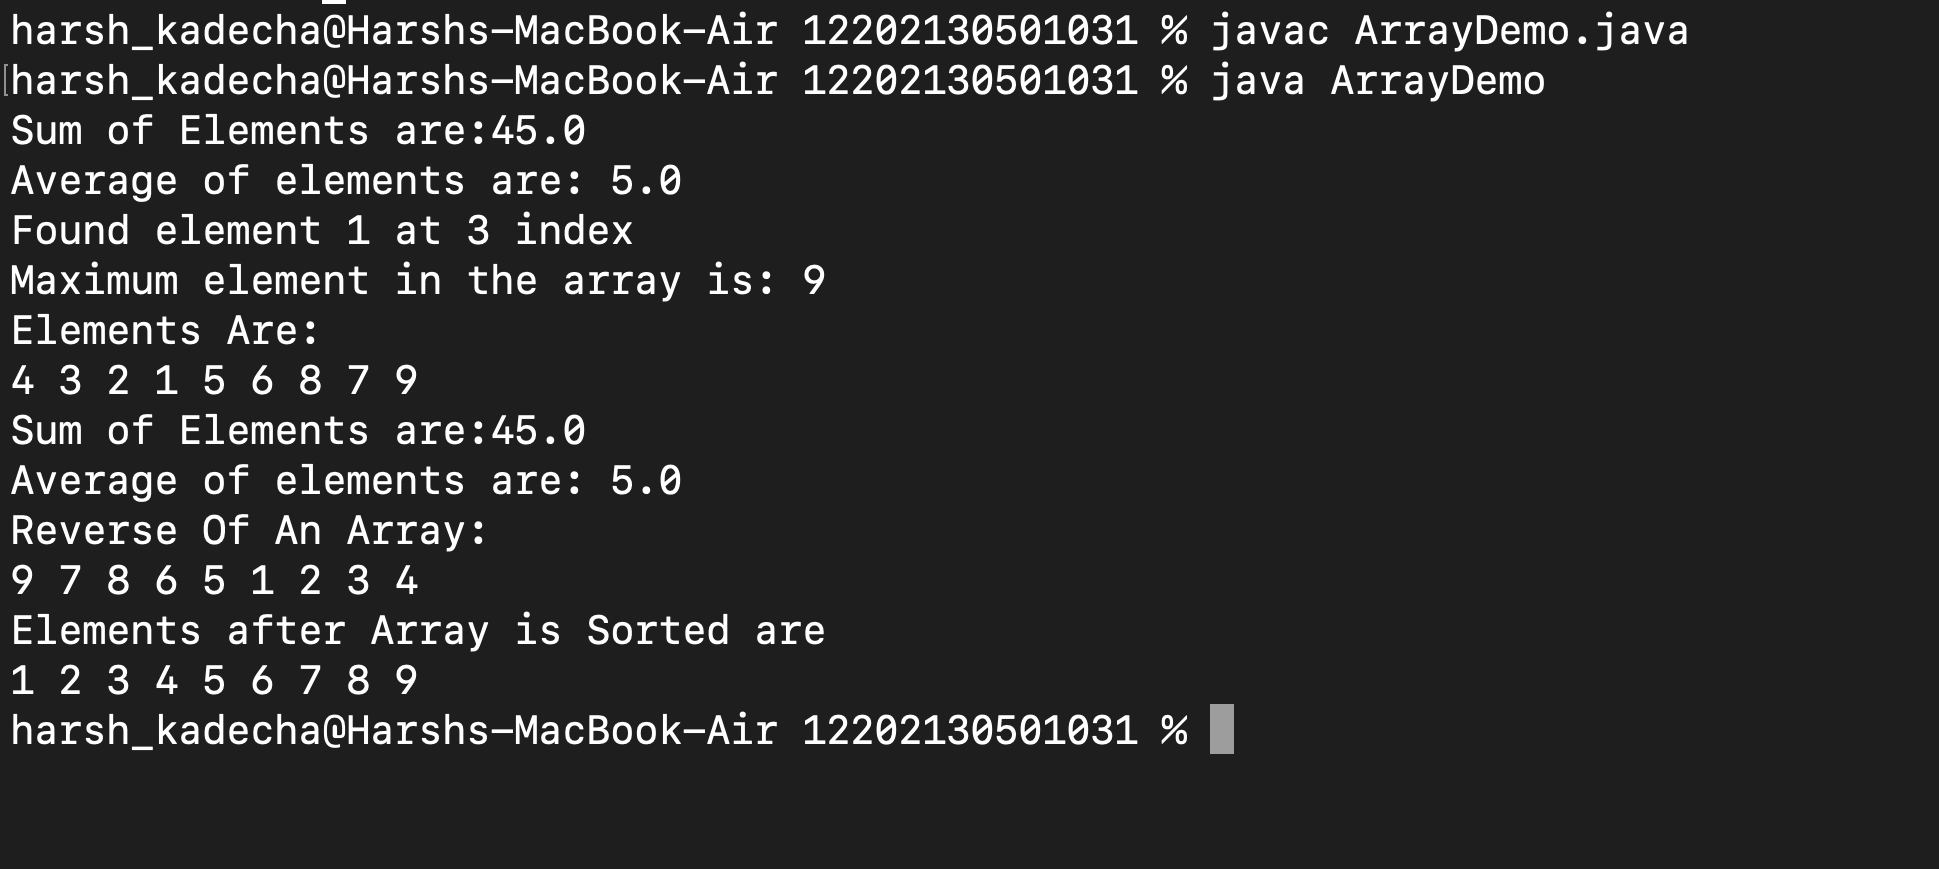 harsh_kadecha@Harshs-MacBook-Air 12202130501031 % javac ArrayDemo.java
[harsh_kadecha@Harshs-MacBook-Air 12202130501031 % java ArrayDemo
Sum of Elements are:45.0
Average of elements are: 5.0
Found element 1 at 3 index
Maximum element in the array is: 9
Elements Are:
4 3 2 1 5 6 8 7 9
Sum of Elements are:45.0
Average of elements are: 5.0
Reverse Of An Array:
9 7 8 6 5 1 2 3 4
Elements after Array is Sorted are
1 2 3 4 5 6 7 8 9
harsh_kadecha@Harshs-MacBook-Air 12202130501031 %